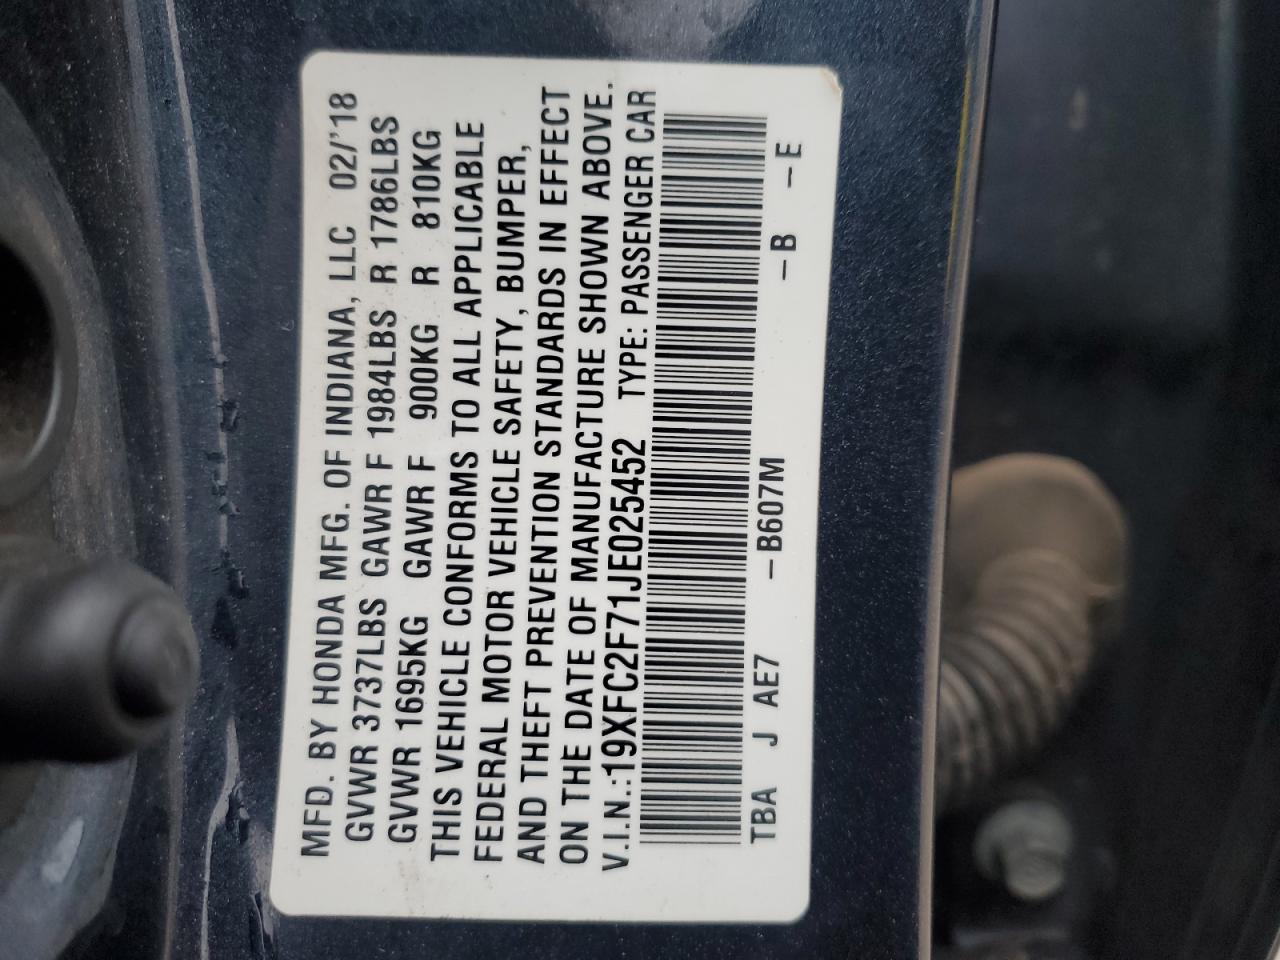 MFD. BY HONDA MFG. OF INDIANA, LLC 02/'18
GVWR 3737LBS GAWR F 1984LBS R 1786LBS
GVWR 1695KG GAWR F 900KG R 810KG
THIS VEHICLE CONFORMS TO ALL APPLICABLE
FEDERAL MOTOR VEHICLE SAFETY, BUMPER,
AND THEFT PREVENTION STANDARDS IN EFFECT
ON THE DATE OF MANUFACTURE SHOWN ABOVE.
V.I.N.:19XFC2F71JE025452 TYPE: PASSENGER CAR
TBA J AE7 -B607M -B -E